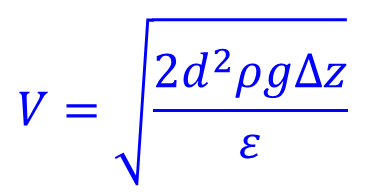 V = √(2d²ρgΔz / ε)